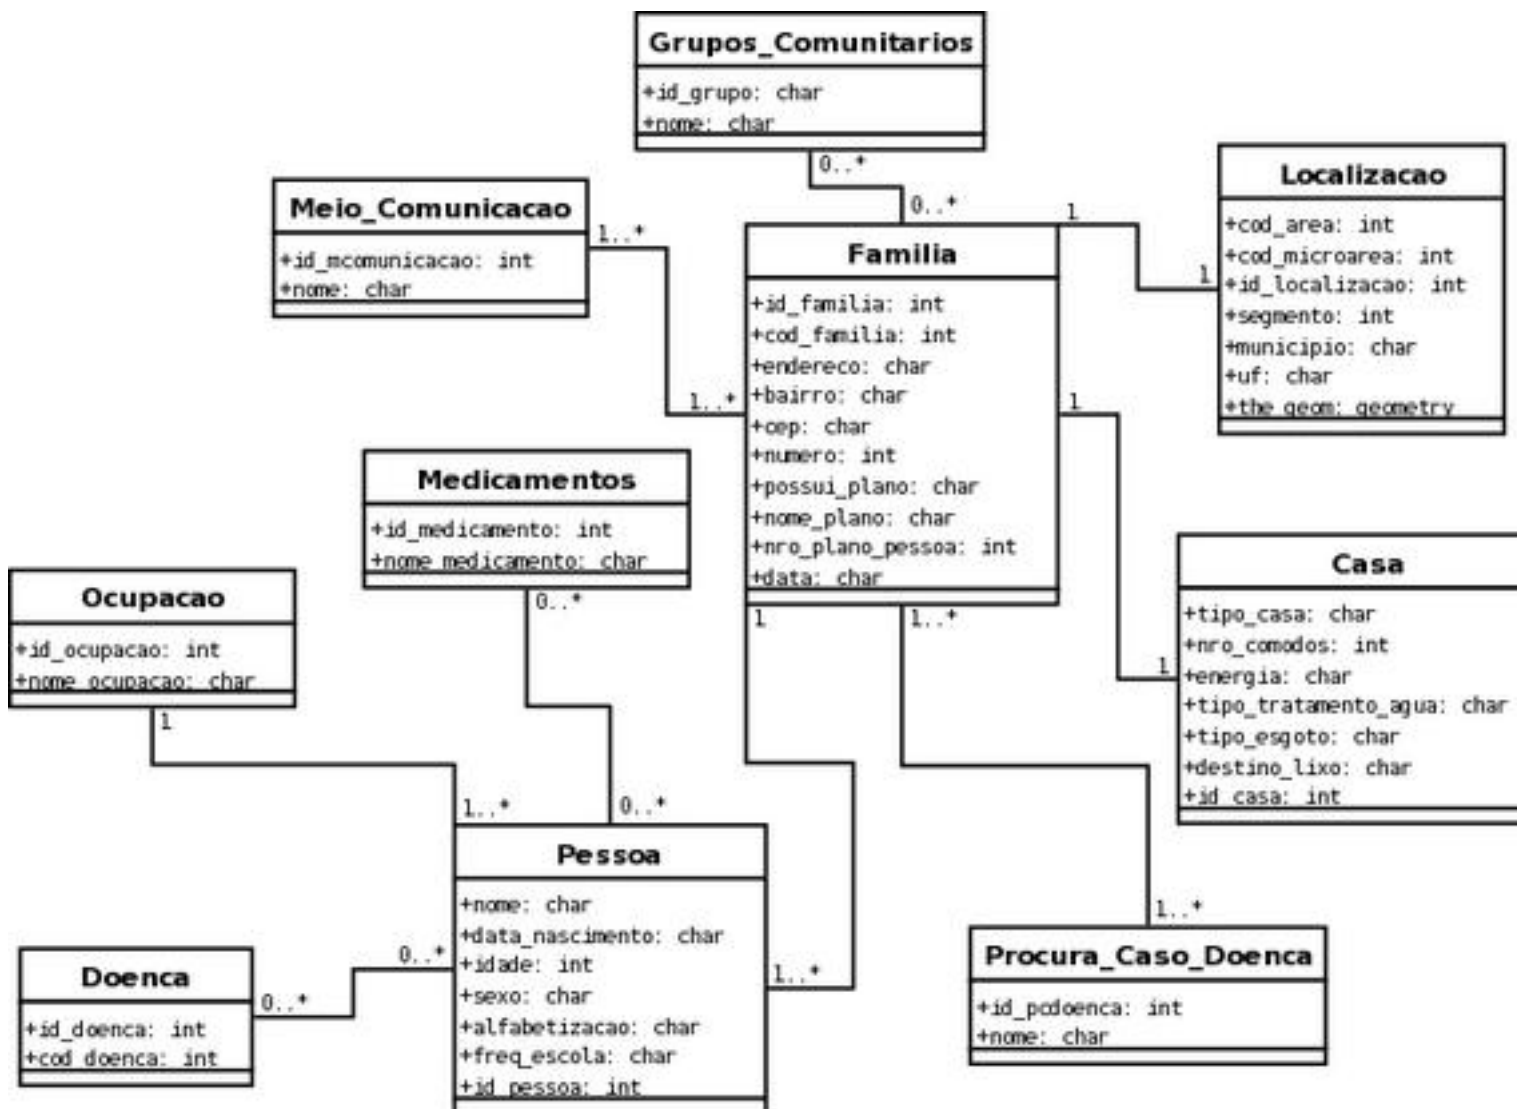 Grupos_Comunitarios
+id_grupo: char
+nome: char
0..*
0..*
Meio_Comunicacao
+id_mcomunicacao: int
+nome: char
1..*
1..*
Localizacao
+cod_area: int
+cod_microarea: int
+id_localizacao: int
+segmento: int
+municipio: char
+uf: char
+the_geom: geometry
1
1
Familia
+id_familia: int
+cod_familia: int
+endereco: char
+bairro: char
+cep: char
+numero: int
+possui_plano: char
+nome_plano: char
+nro_plano_pessoa: int
+data: char
1
1
1
1..*
Medicamentos
+id_medicamento: int
+nome_medicamento: char
0..*
0..*
Casa
+tipo_casa: char
+nro_comodos: int
+energia: char
+tipo_tratamento_agua: char
+tipo_esgoto: char
+destino_lixo: char
+id_casa: int
Ocupacao
+id_ocupacao: int
+nome_ocupacao: char
1
1..*
Pessoa
+nome: char
+data_nascimento: char
+idade: int
+sexo: char
+alfabetizacao: char
+freq_escola: char
+id_pessoa: int
0..*
1..*
Doenca
+id_doenca: int
+cod_doenca: int
0..*
1..*
Procura_Caso_Doenca
+id_pcdoenca: int
+nome: char